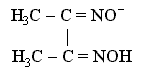 H₃C – C = NO⁻
|
H₃C – C = NOH